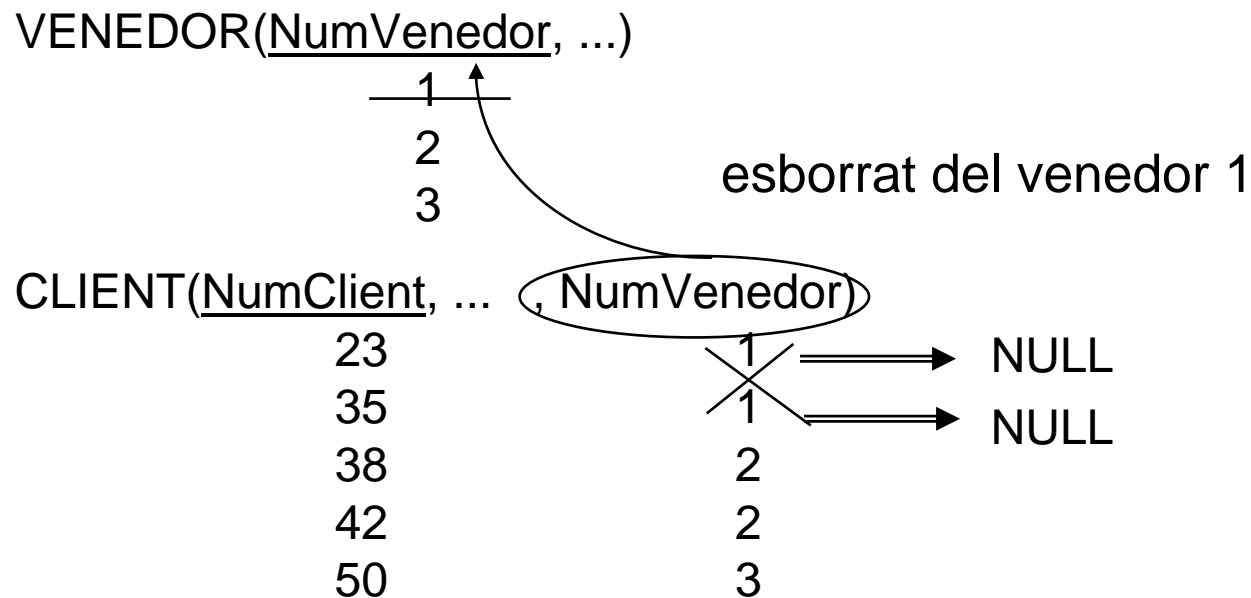 VENEDOR(NumVenedor, ...)
1
2
3
esborrat del venedor 1
CLIENT(NumClient, ... , NumVenedor)
23 1 NULL
35 1 NULL
38 2
42 2
50 3